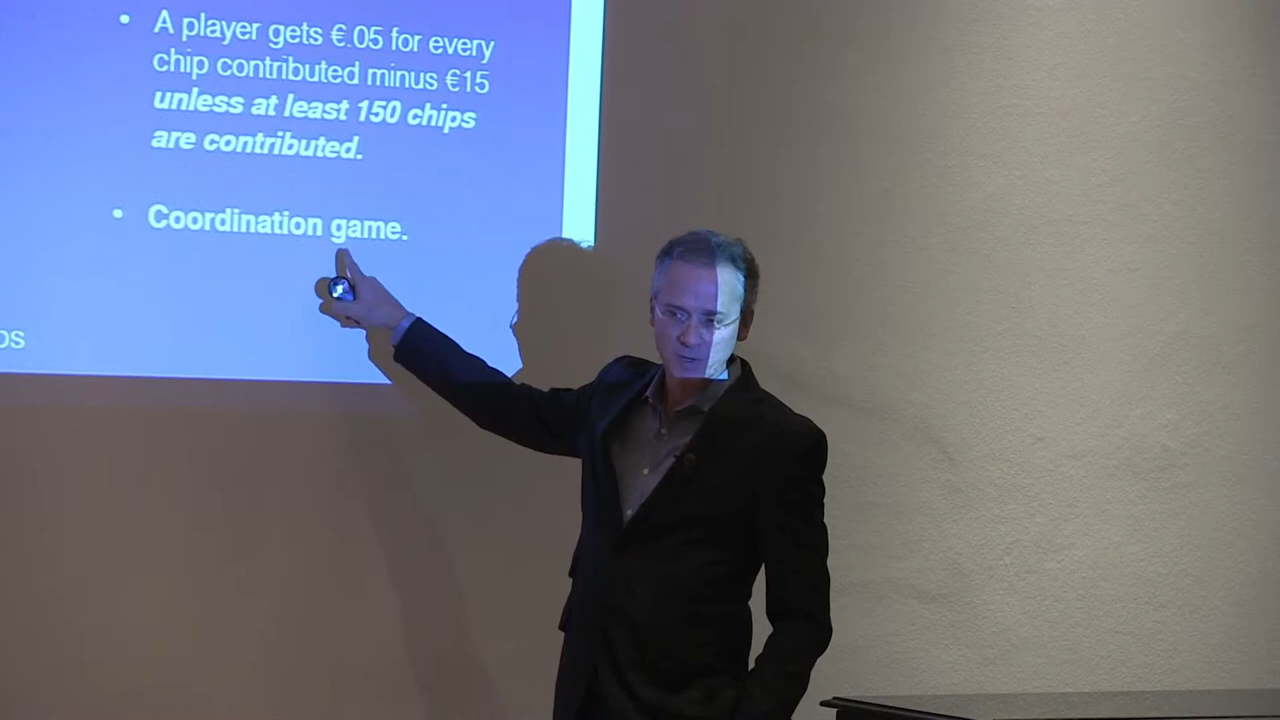 • A player gets €.05 for every
chip contributed minus €15
unless at least 150 chips
are contributed.
• Coordination game.